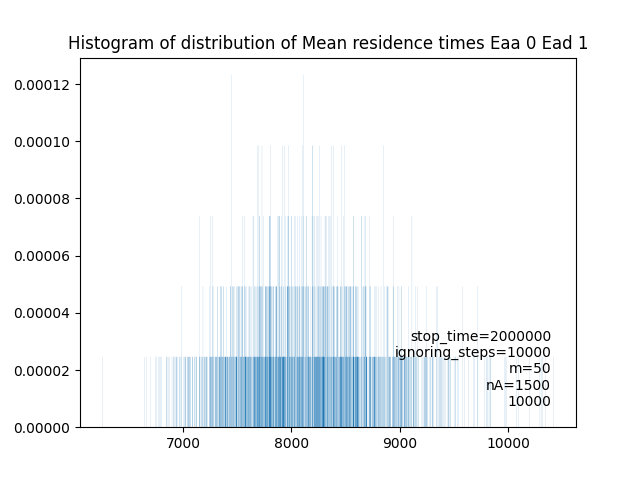 Histogram of distribution of Mean residence times Eaa 0 Ead 1
0.00012
0.00010
0.00008
0.00006
0.00004
0.00002
0.00000
stop_time=2000000
ignoring_steps=10000
m=50
nA=1500
10000
7000 8000 9000 10000